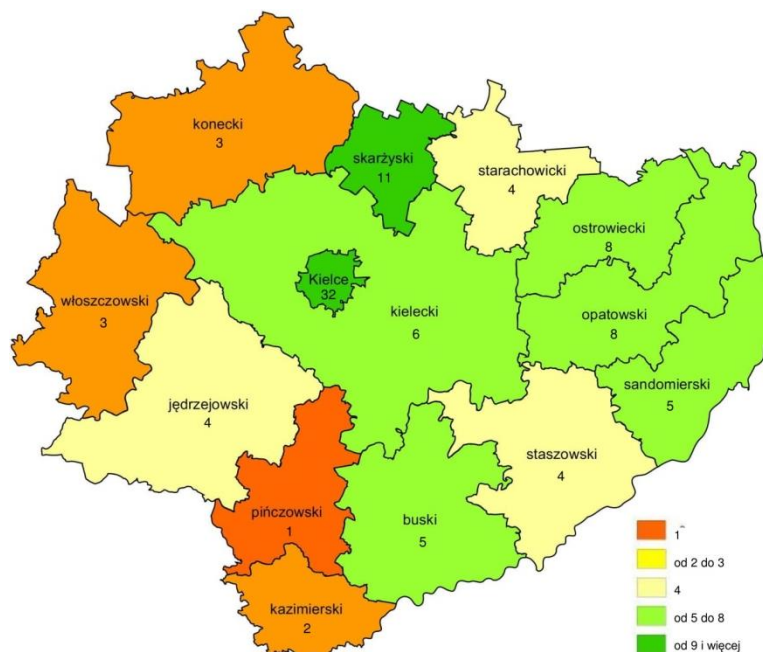 konecki
3
skarżyski
11
starachowicki
4
ostrowiecki
8
włoszczowski
3
Kielce
32
kielecki
6
opatowski
8
sandomierski
5
jędrzejowski
4
staszowski
4
pińczowski
1
buski
5
kazimierski
2
1
od 2 do 3
4
od 5 do 8
od 9 i więcej